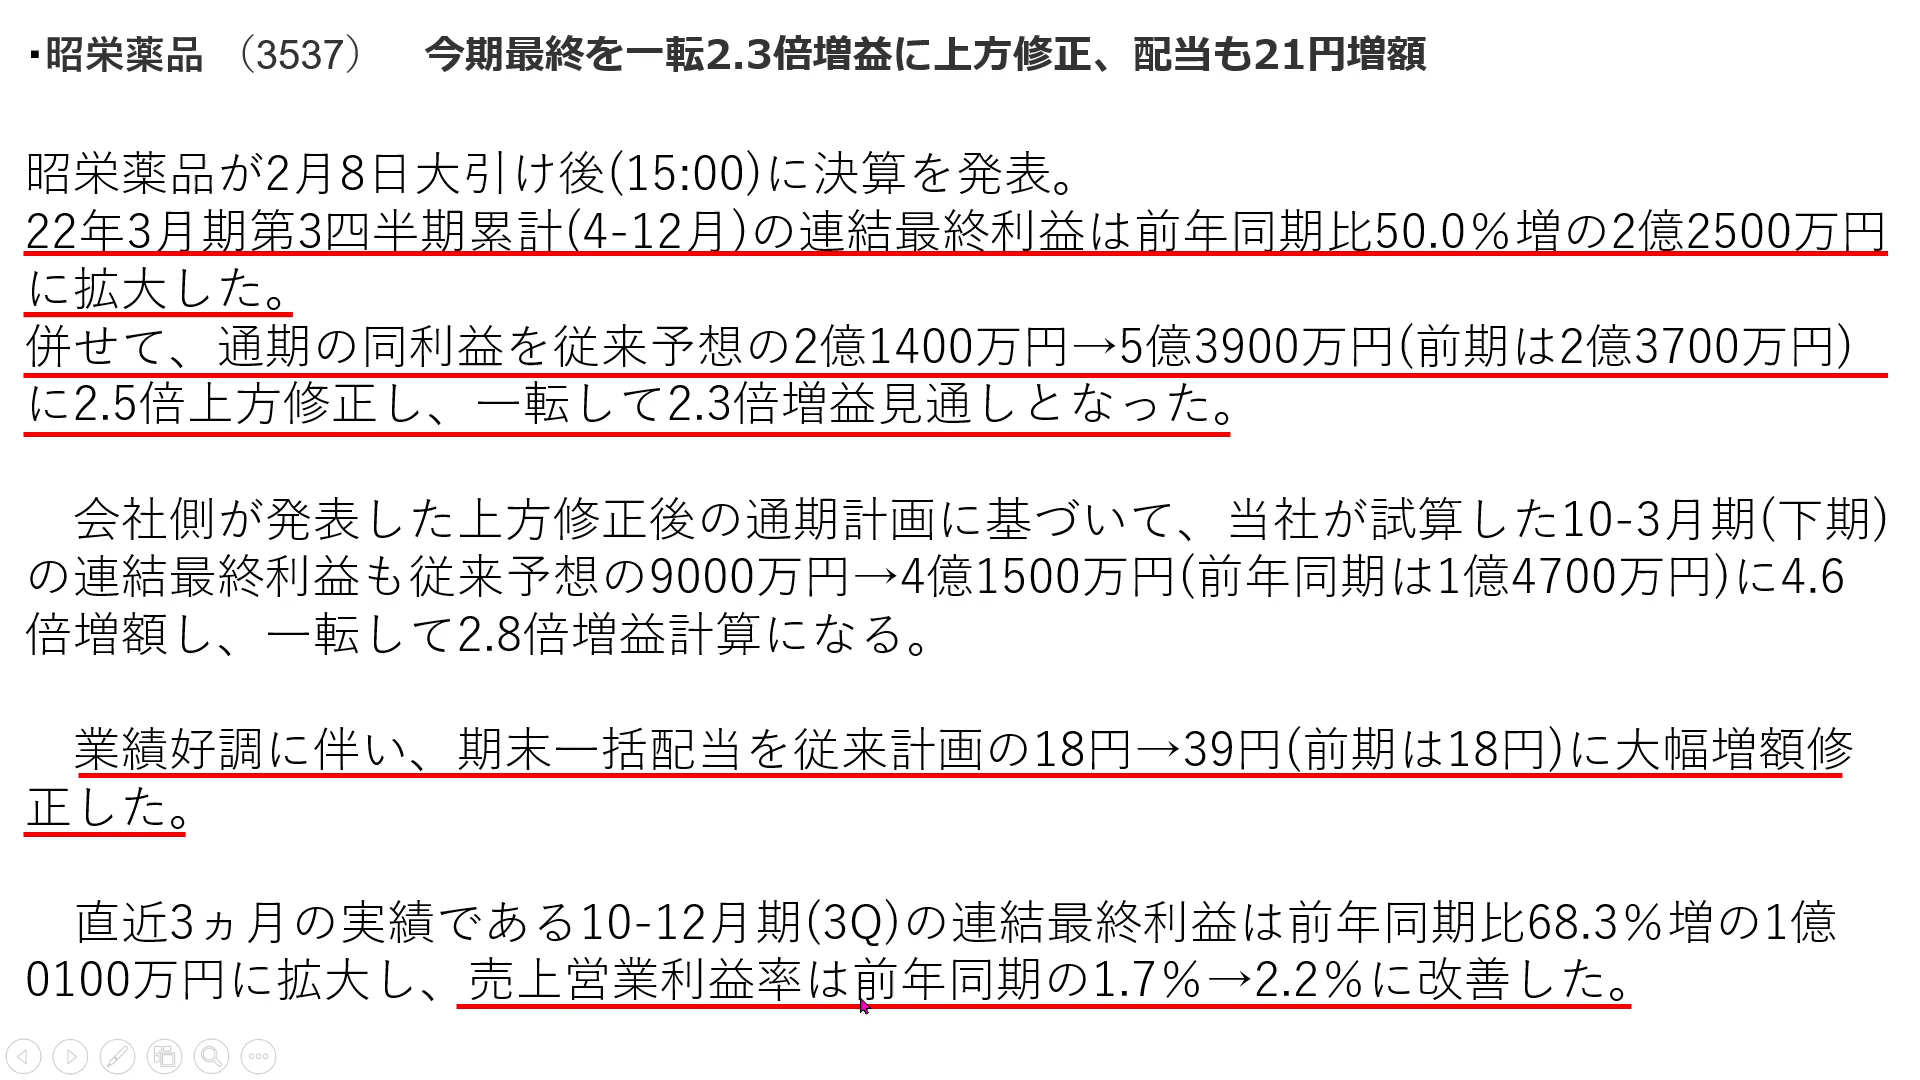 ・昭栄薬品 （3537）　今期最終を一転2.3倍増益に上方修正、配当も21円増額
昭栄薬品が2月8日大引け後(15:00)に決算を発表。
22年3月期第3四半期累計(4-12月)の連結最終利益は前年同期比50.0％増の2億2500万円
に拡大した。
併せて、通期の同利益を従来予想の2億1400万円→5億3900万円(前期は2億3700万円)
に2.5倍上方修正し、一転して2.3倍増益見通しとなった。
　会社側が発表した上方修正後の通期計画に基づいて、当社が試算した10-3月期(下期)
の連結最終利益も従来予想の9000万円→4億1500万円(前年同期は1億4700万円)に4.6
倍増額し、一転して2.8倍増益計算になる。
　業績好調に伴い、期末一括配当を従来計画の18円→39円(前期は18円)に大幅増額修
正した。
　直近3ヵ月の実績である10-12月期(3Q)の連結最終利益は前年同期比68.3％増の1億
0100万円に拡大し、売上営業利益率は前年同期の1.7％→2.2％に改善した。